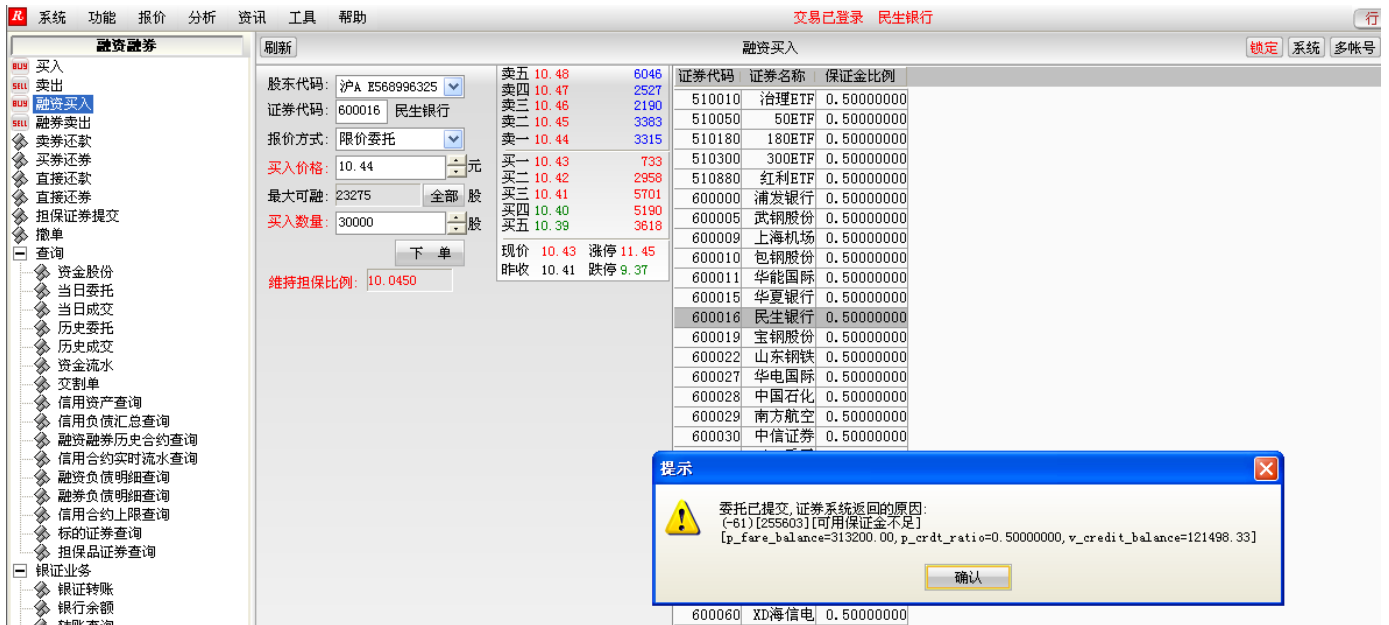 R 系统 功能 报价 分析 资讯 工具 帮助 交易已登录 民生银行 行
融资融券
刷新 融资买入 锁定 系统 多帐号
BUY 买入
SELL 卖出
BUY 融资买入
SELL 融券卖出
卖券还款
买券还券
直接还款
直接还券
担保证券提交
撤单
查询
资金股份
当日委托
当日成交
历史委托
历史成交
资金流水
交割单
信用资产查询
信用负债汇总查询
融资融券历史合约查询
信用合约实时流水查询
融资负债明细查询
融券负债明细查询
信用合约上限查询
标的证券查询
担保品证券查询
银证业务
银证转账
银行余额
股东代码: 沪A E568996325
证券代码: 600016 民生银行
报价方式: 限价委托
买入价格: 10.44 元
最大可融: 23275 全部 股
买入数量: 30000 股
下 单
维持担保比例: 10.0450
卖五 10.48 6046
卖四 10.47 2527
卖三 10.46 2190
卖二 10.45 3383
卖一 10.44 3315
买一 10.43 733
买二 10.42 2958
买三 10.41 5701
买四 10.40 5190
买五 10.39 3618
现价 10.43 涨停 11.45
昨收 10.41 跌停 9.37
证券代码 证券名称 保证金比例
510010 治理ETF 0.50000000
510050 50ETF 0.50000000
510180 180ETF 0.50000000
510300 300ETF 0.50000000
510880 红利ETF 0.50000000
600000 浦发银行 0.50000000
600005 武钢股份 0.50000000
600009 上海机场 0.50000000
600010 包钢股份 0.50000000
600011 华能国际 0.50000000
600015 华夏银行 0.50000000
600016 民生银行 0.50000000
600019 宝钢股份 0.50000000
600022 山东钢铁 0.50000000
600027 华电国际 0.50000000
600028 中国石化 0.50000000
600029 南方航空 0.50000000
600030 中信证券 0.50000000
提示
委托已提交,证券系统返回的原因:
(-61)[255603][可用保证金不足]
[p_fare_balance=313200.00,p_crdt_ratio=0.50000000,v_credit_balance=121498.33]
确认
600060 XD海信电 0.50000000